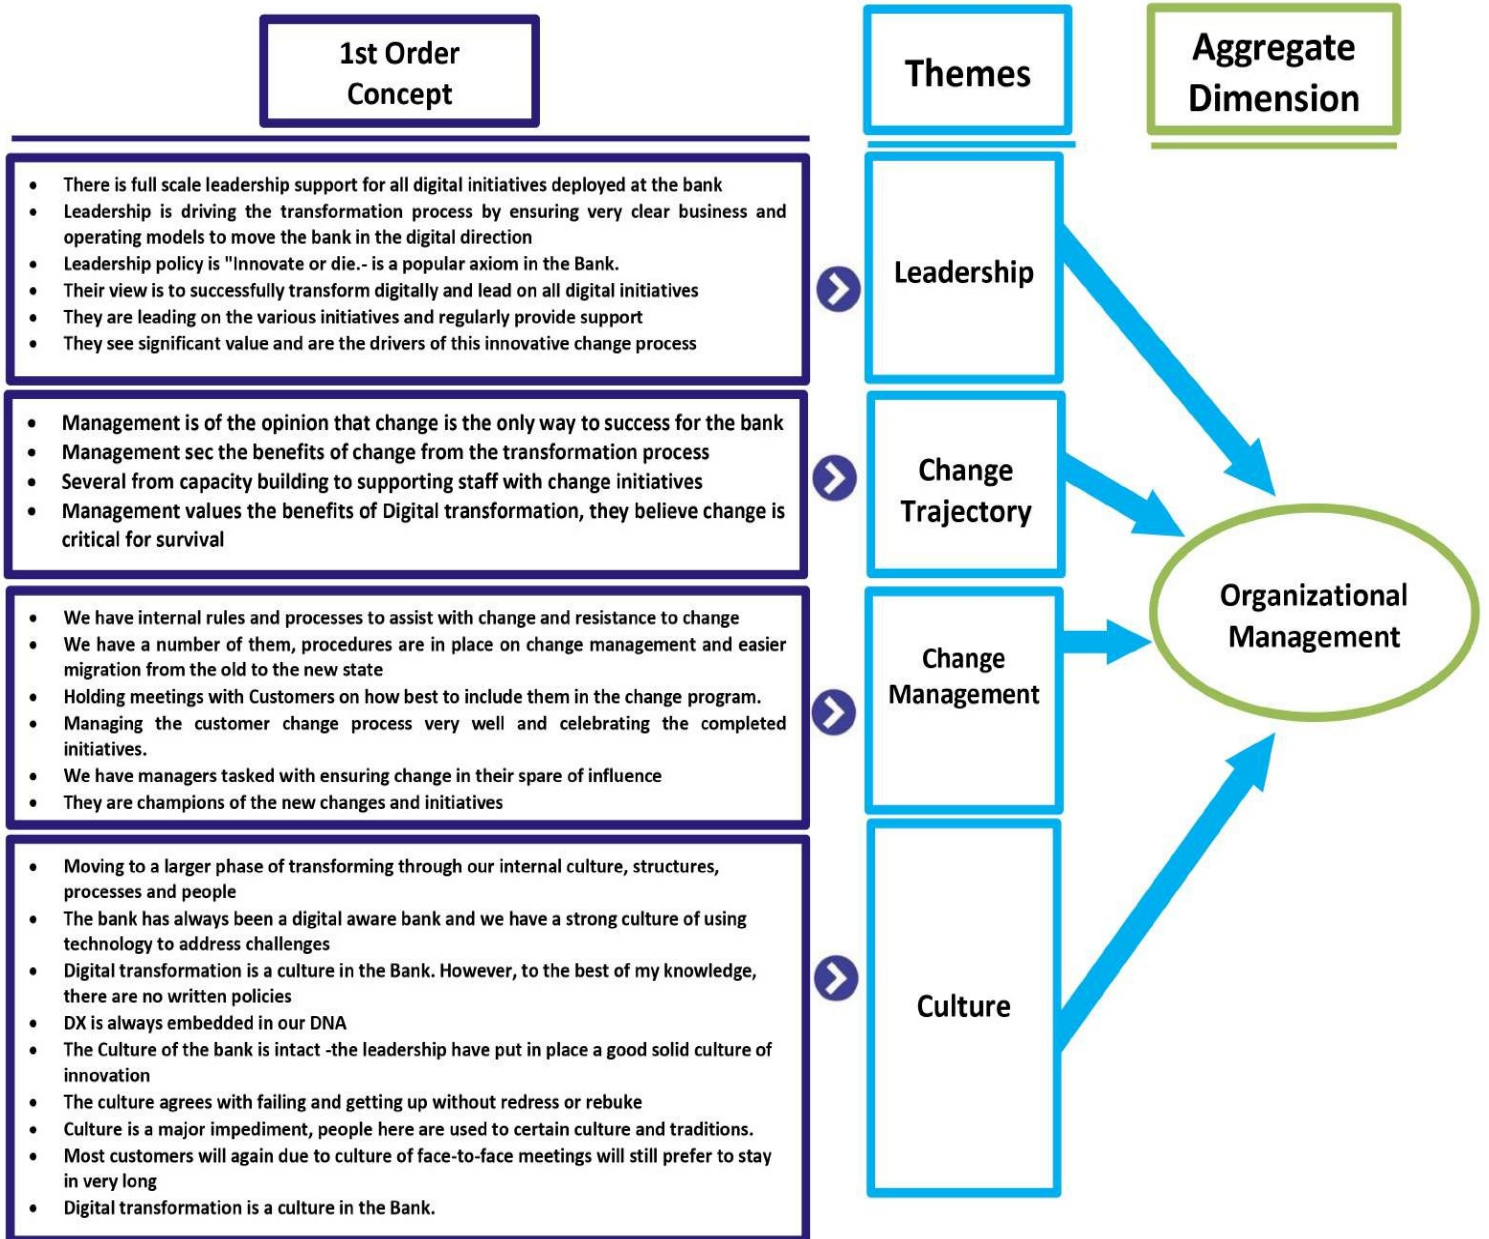 1st Order
Concept
Themes
Aggregate
Dimension
• There is full scale leadership support for all digital initiatives deployed at the bank
• Leadership is driving the transformation process by ensuring very clear business and
operating models to move the bank in the digital direction
• Leadership policy is "Innovate or die.- is a popular axiom in the Bank.
• Their view is to successfully transform digitally and lead on all digital initiatives
• They are leading on the various initiatives and regularly provide support
• They see significant value and are the drivers of this innovative change process
Leadership
• Management is of the opinion that change is the only way to success for the bank
• Management sec the benefits of change from the transformation process
• Several from capacity building to supporting staff with change initiatives
• Management values the benefits of Digital transformation, they believe change is
critical for survival
Change
Trajectory
• We have internal rules and processes to assist with change and resistance to change
• We have a number of them, procedures are in place on change management and easier
migration from the old to the new state
• Holding meetings with Customers on how best to include them in the change program.
• Managing the customer change process very well and celebrating the completed
initiatives.
• We have managers tasked with ensuring change in their spare of influence
• They are champions of the new changes and initiatives
Change
Management
• Moving to a larger phase of transforming through our internal culture, structures,
processes and people
• The bank has always been a digital aware bank and we have a strong culture of using
technology to address challenges
• Digital transformation is a culture in the Bank. However, to the best of my knowledge,
there are no written policies
• DX is always embedded in our DNA
• The Culture of the bank is intact -the leadership have put in place a good solid culture of
innovation
• The culture agrees with failing and getting up without redress or rebuke
• Culture is a major impediment, people here are used to certain culture and traditions.
• Most customers will again due to culture of face-to-face meetings will still prefer to stay
in very long
• Digital transformation is a culture in the Bank.
Culture
Organizational
Management